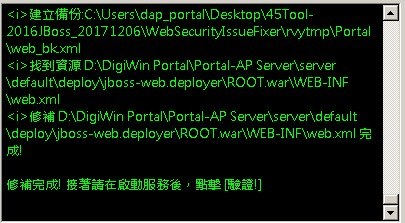 <i>建立備份:C:\Users\dap_portal\Desktop\45Tool-
2016JBoss_20171206\WebSecurityIssueFixer\rvytmp\Portal
\web_bk.xml
<i>找到資源 D:\DigiWin Portal\Portal-AP Server\server
\default\deploy\jboss-web.deployer\ROOT.war\WEB-INF
\web.xml
<i>修補 D:\DigiWin Portal\Portal-AP Server\server\default
\deploy\jboss-web.deployer\ROOT.war\WEB-INF\web.xml 完
成!
修補完成! 接著請在啟動服務後，點擊 [驗證!]